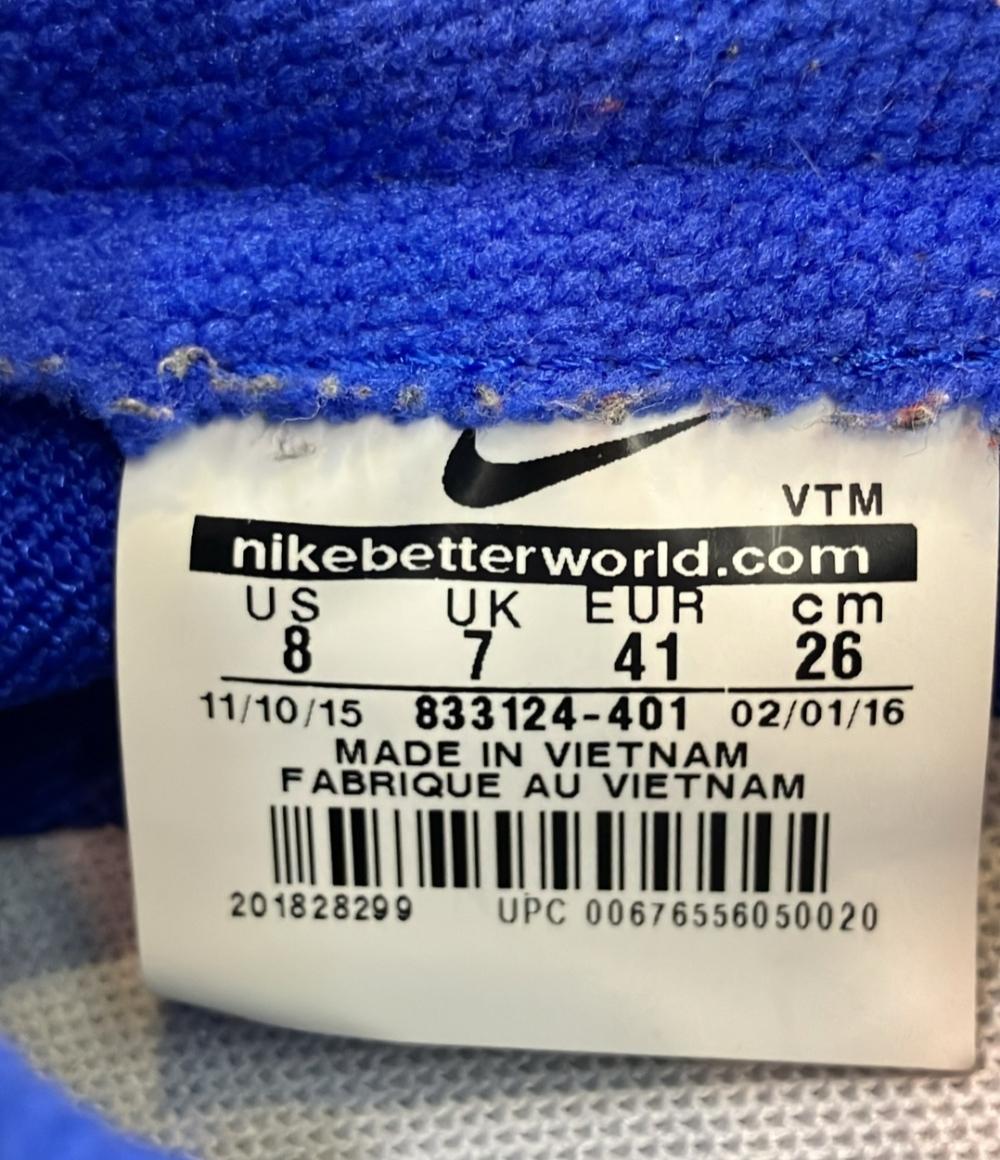 VTM
nikebetterworld.com
US UK EUR cm
8 7 41 26
11/10/15 833124-401 02/01/16
MADE IN VIETNAM
FABRIQUE AU VIETNAM
201828299 UPC 00676556050020